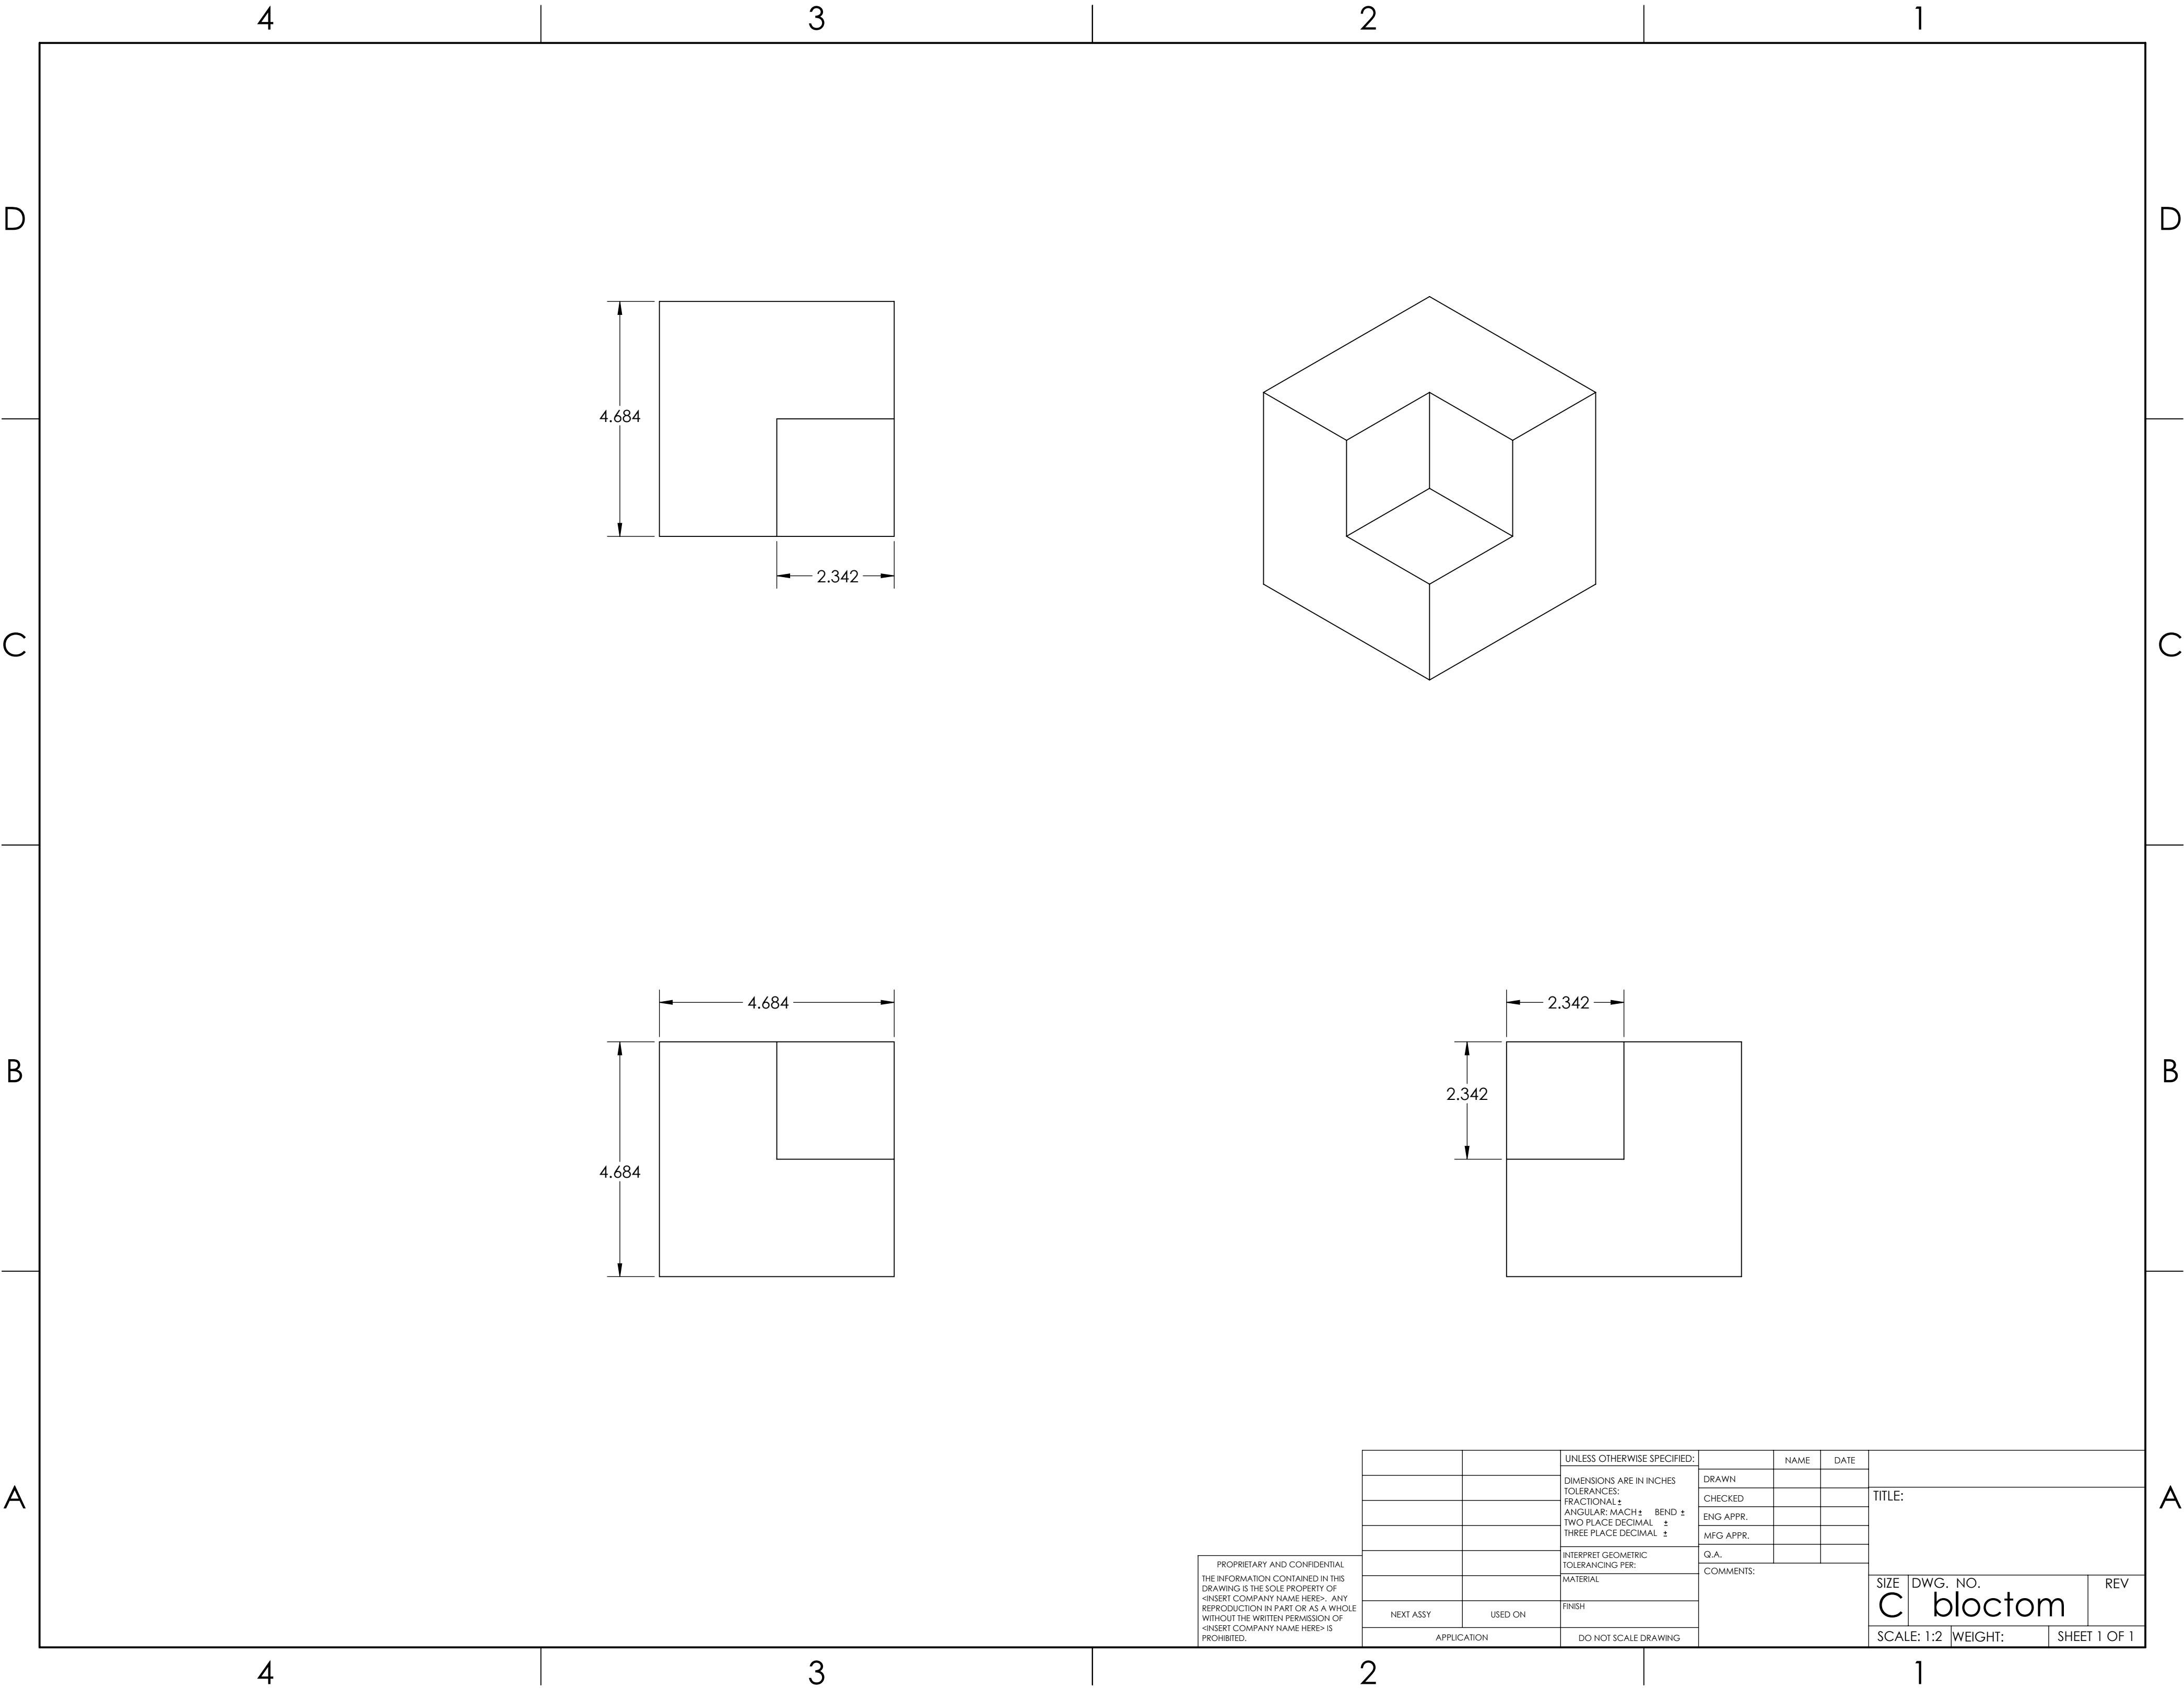 4 3 2 1
D D
4.684
2.342
C C
4.684 2.342
B B
2.342
4.684
A A
UNLESS OTHERWISE SPECIFIED:
DIMENSIONS ARE IN INCHES
TOLERANCES:
FRACTIONAL ±
ANGULAR: MACH ± BEND ±
TWO PLACE DECIMAL ±
THREE PLACE DECIMAL ±
INTERPRET GEOMETRIC
TOLERANCING PER:
MATERIAL
FINISH
DO NOT SCALE DRAWING
NAME DATE
DRAWN
CHECKED
ENG APPR.
MFG APPR.
Q.A.
COMMENTS:
TITLE:
SIZE DWG. NO. REV
C bloctom
SCALE: 1:2 WEIGHT: SHEET 1 OF 1
PROPRIETARY AND CONFIDENTIAL
THE INFORMATION CONTAINED IN THIS
DRAWING IS THE SOLE PROPERTY OF
<INSERT COMPANY NAME HERE>. ANY
REPRODUCTION IN PART OR AS A WHOLE
WITHOUT THE WRITTEN PERMISSION OF
<INSERT COMPANY NAME HERE> IS
PROHIBITED.
NEXT ASSY USED ON
APPLICATION
4 3 2 1